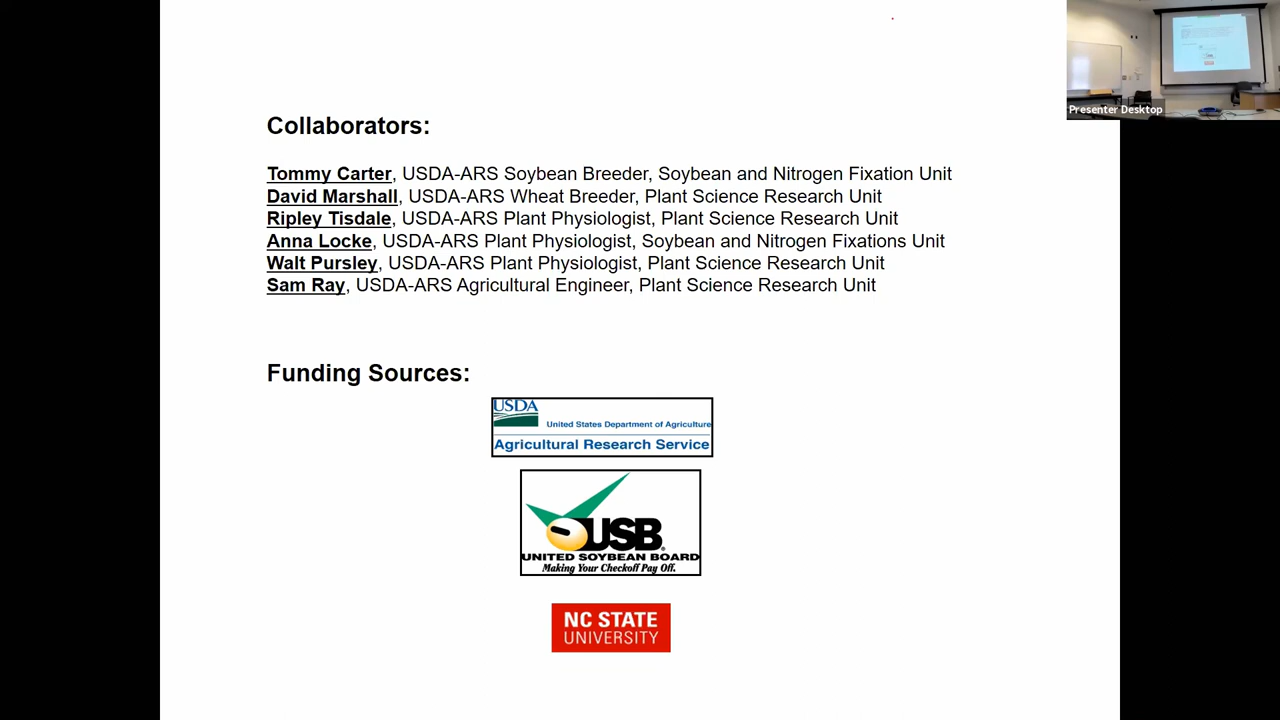 Collaborators:
Tommy Carter, USDA-ARS Soybean Breeder, Soybean and Nitrogen Fixation Unit
David Marshall, USDA-ARS Wheat Breeder, Plant Science Research Unit
Ripley Tisdale, USDA-ARS Plant Physiologist, Plant Science Research Unit
Anna Locke, USDA-ARS Plant Physiologist, Soybean and Nitrogen Fixations Unit
Walt Pursley, USDA-ARS Plant Physiologist, Plant Science Research Unit
Sam Ray, USDA-ARS Agricultural Engineer, Plant Science Research Unit
Funding Sources:
USDA
United States Department of Agriculture
Agricultural Research Service
USB®
UNITED SOYBEAN BOARD
Making Your Checkoff Pay Off.
NC STATE
UNIVERSITY
Presenter Desktop